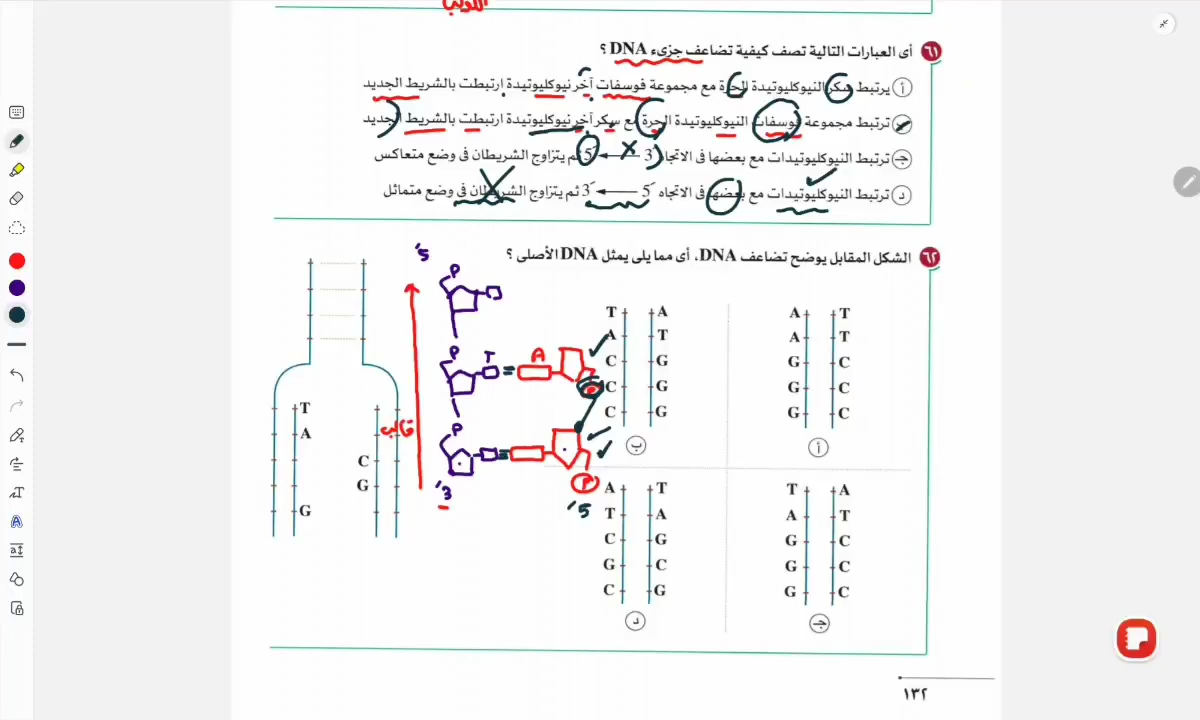 اللولب
٦١ أى العبارات التالية تصف كيفية تضاعف جزىء DNA ؟
أ يرتبط سكر النيوكليوتيدة الحرة مع مجموعة فوسفات آخر نيوكليوتيدة ارتبطت بالشريط الجديد
ترتبط مجموعة فوسفات النيوكليوتيدة الحرة مع سكر آخر نيوكليوتيدة ارتبطت بالشريط الجديد
ج ترتبط النيوكليوتيدات مع بعضها فى الاتجاه 3 ← 5 ثم يتزاوج الشريطان فى وضع متعاكس
د ترتبط النيوكليوتيدات مع بعضها فى الاتجاه 5 ← 3 ثم يتزاوج الشريطان فى وضع متماثل
٦٢ الشكل المقابل يوضح تضاعف DNA، أى مما يلى يمثل DNA الأصلى ؟
A T
A T
G C
G C
G C
أ
T A
A T
C G
C G
C G
ب
T A
A T
G C
G C
G C
ج
A T
T A
C G
G C
C G
د
5'
P
P T A
P
قالب
3'
P
5'
T
A
C
G
G
١٣٢